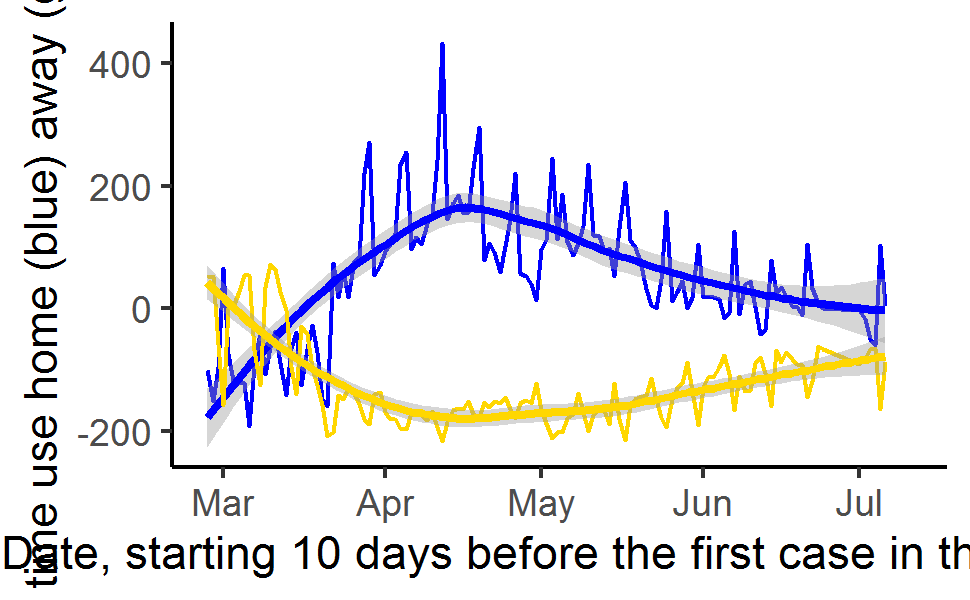 time use home (blue) away (
400
200
0
-200
Mar Apr May Jun Jul
Date, starting 10 days before the first case in th